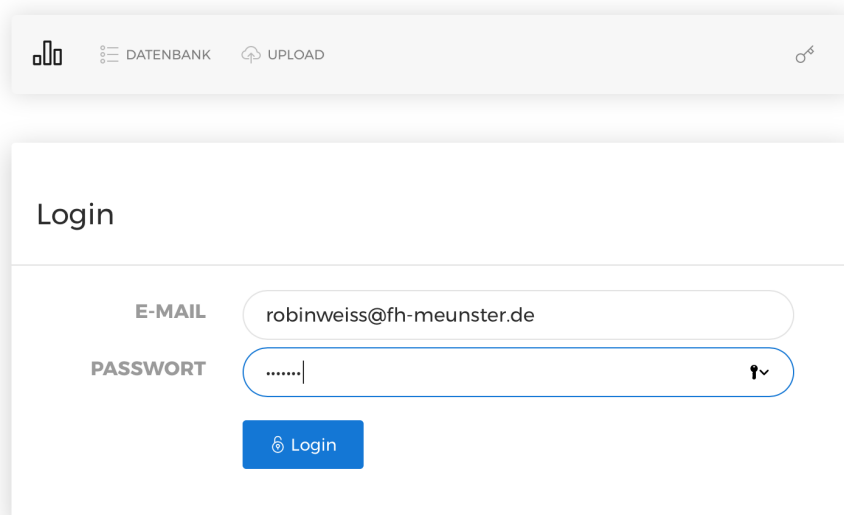 DATENBANK UPLOAD
Login
E-MAIL robinweiss@fh-meunster.de
PASSWORT •••••••
Login